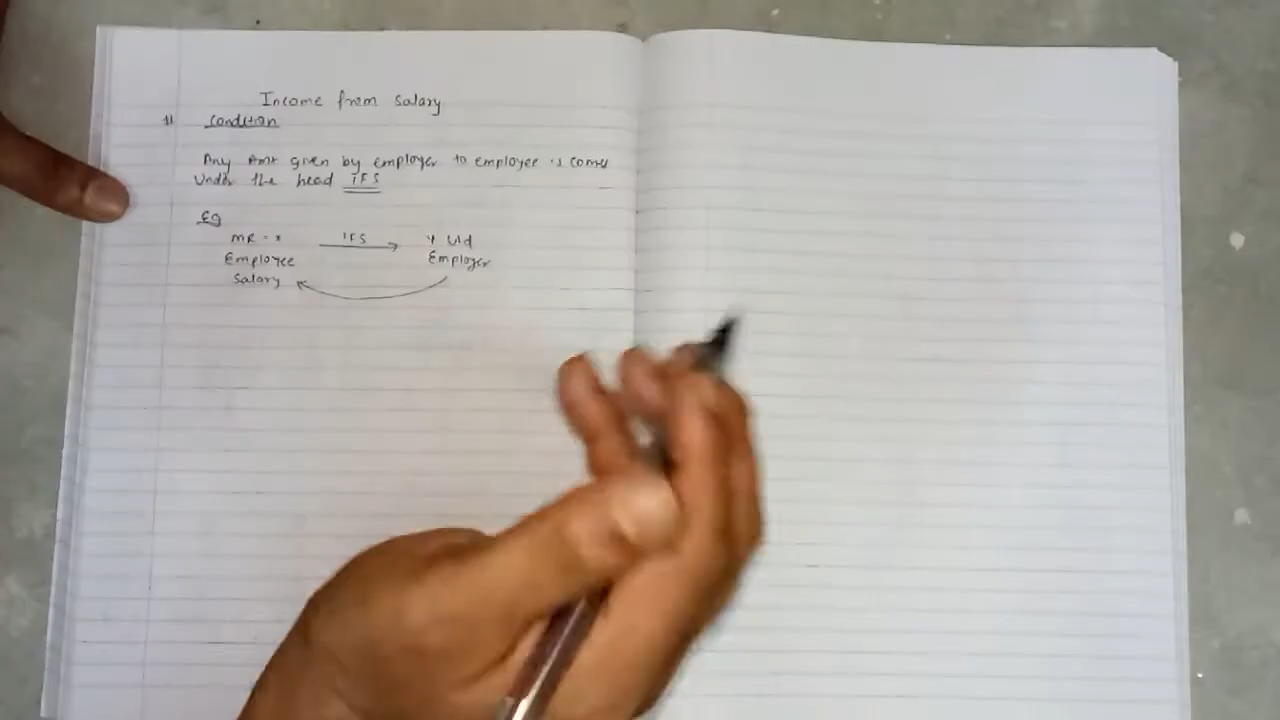 Income from salary
1) Condition
Any Amt given by employer to employee is comes
under the head IFS
Eg
MR = x IFS Y Ltd
Employee Employer
Salary